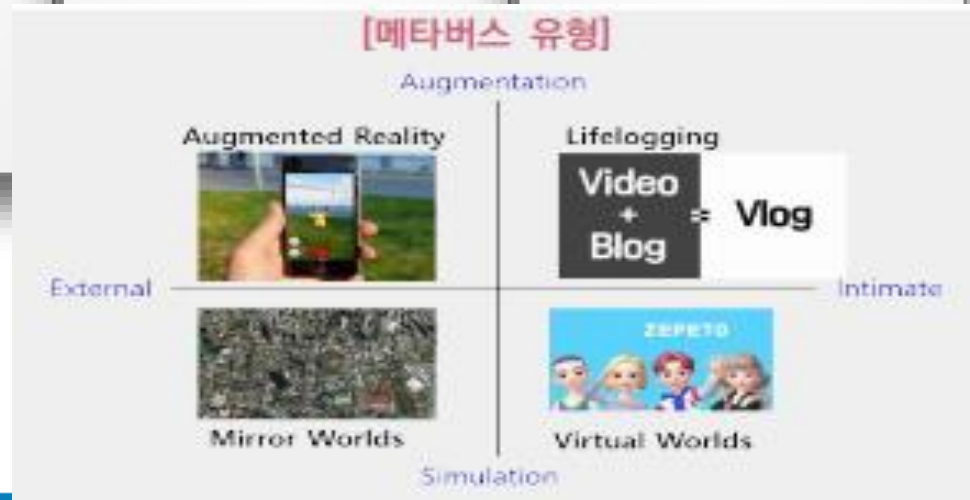 [메타버스 유형]
Augmentation
Augmented Reality
Lifelogging
Video
+
Blog
= Vlog
External
Intimate
ZEPETO
Mirror Worlds
Virtual Worlds
Simulation